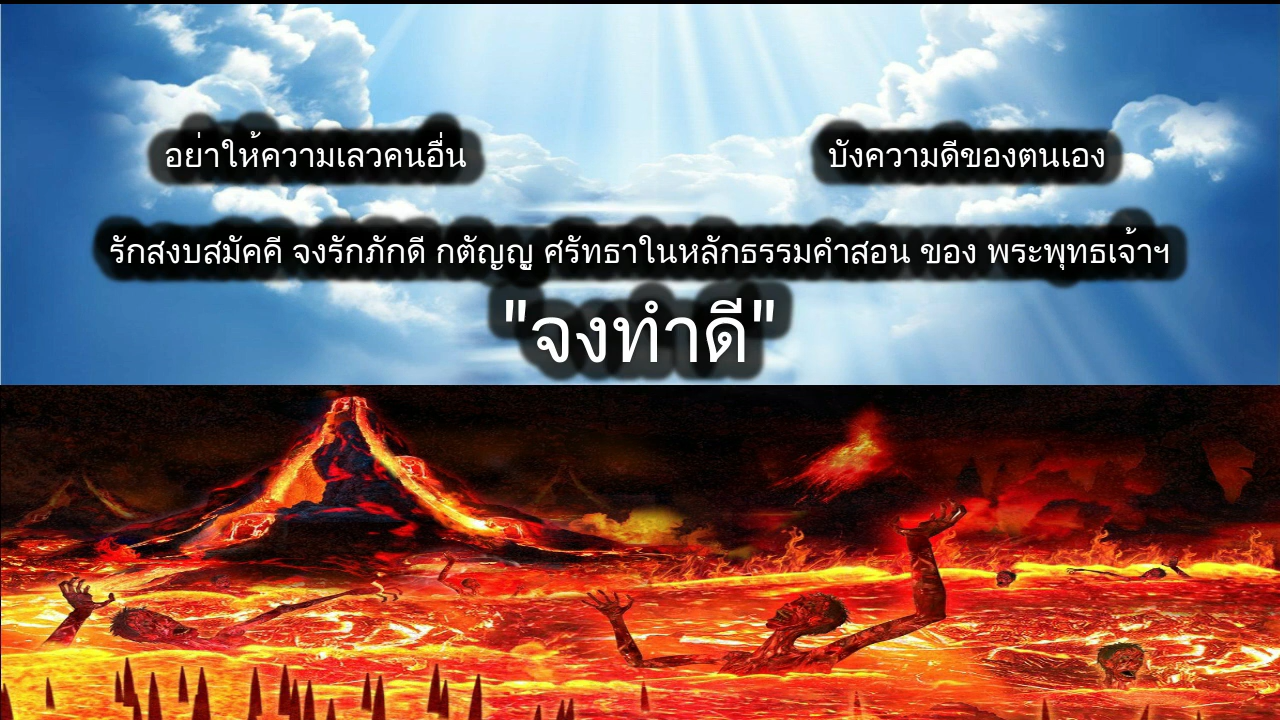 อย่าให้ความเลวคนอื่น บังความดีของตนเอง
รักสงบสมัคคี จงรักภักดี กตัญญู ศรัทธาในหลักธรรมคำสอน ของ พระพุทธเจ้าฯ
"จงทำดี"